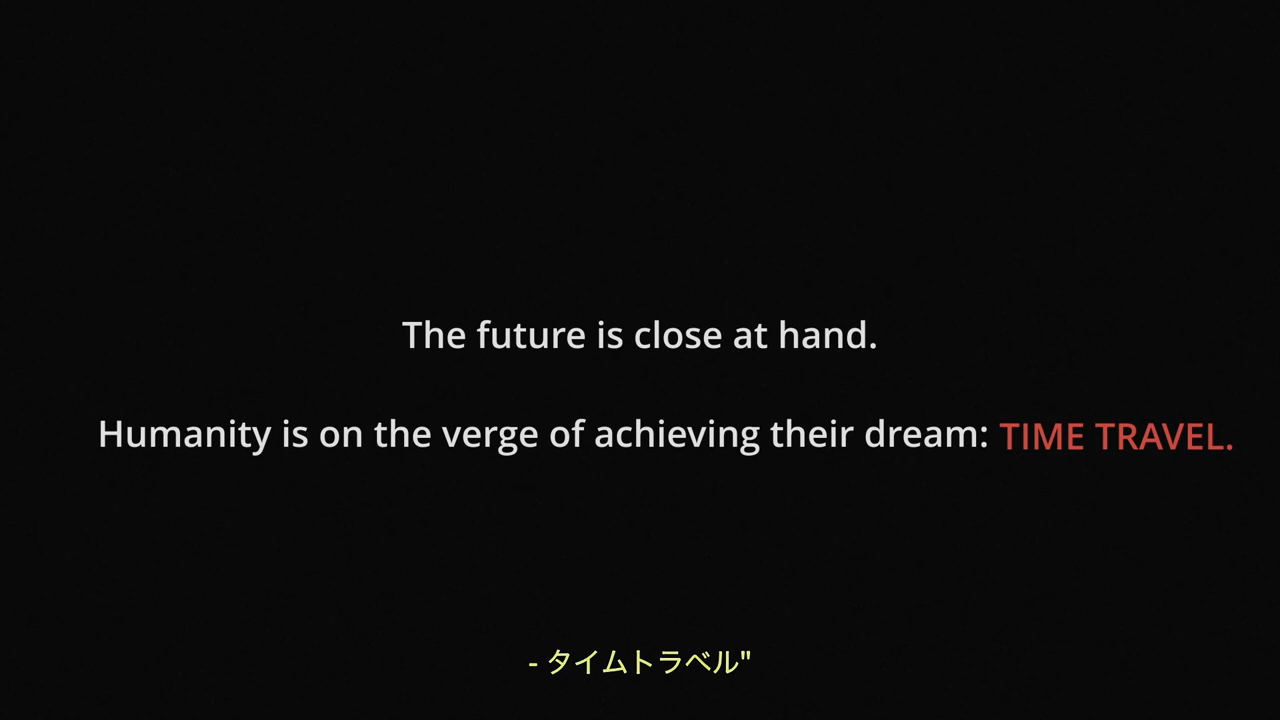 The future is close at hand.
Humanity is on the verge of achieving their dream: TIME TRAVEL.
- タイムトラベル"